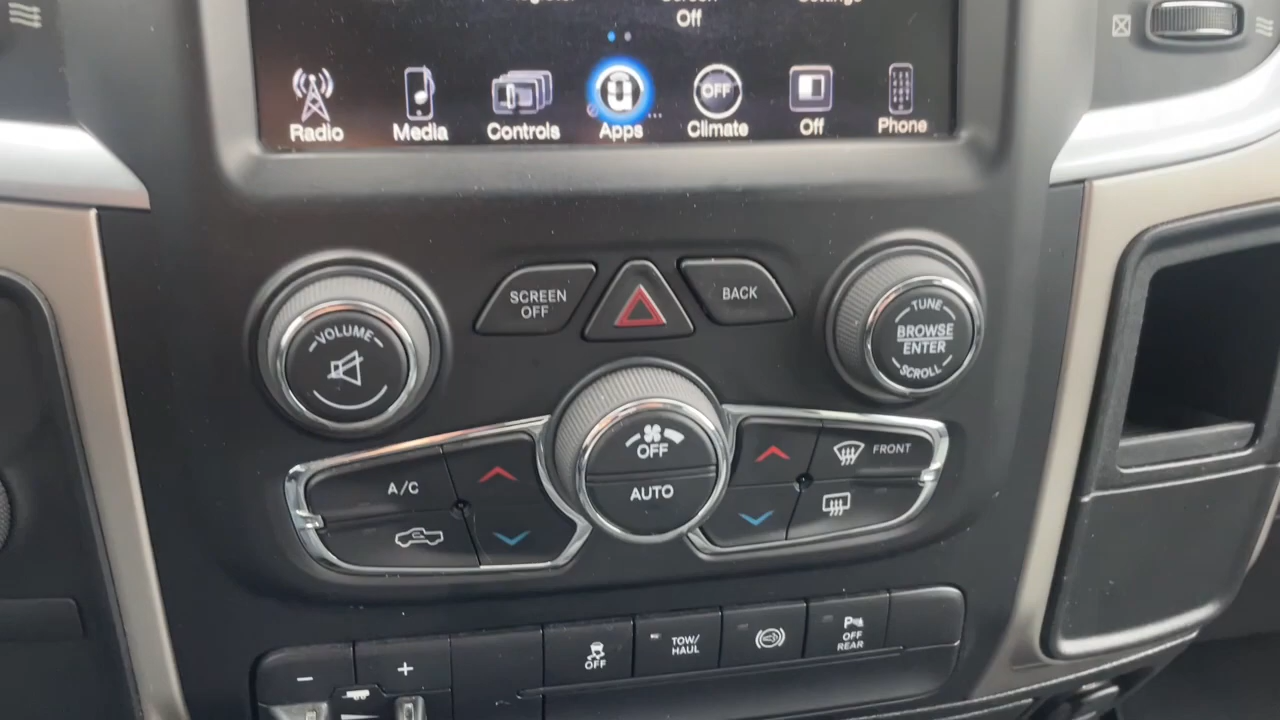 Off
Radio
Media
Controls
Apps
Climate
OFF
Off
Phone
SCREEN
OFF
BACK
VOLUME
TUNE
BROWSE
ENTER
SCROLL
OFF
AUTO
A/C
FRONT
OFF
TOW/
HAUL
OFF
REAR
- +